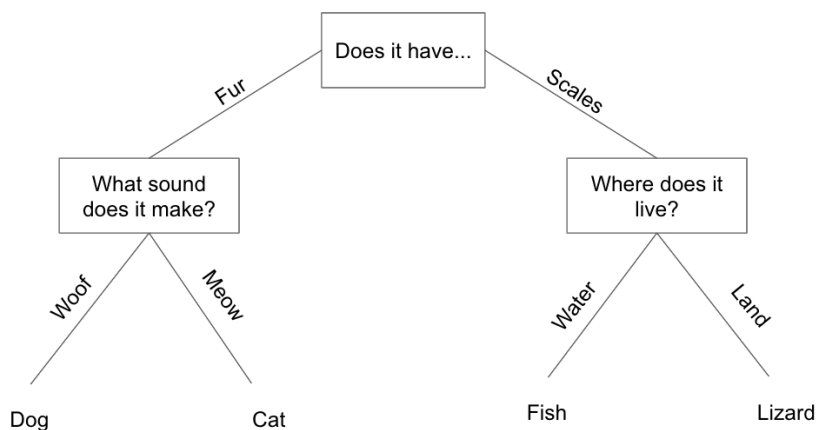 Does it have...
Fur
Scales
What sound
does it make?
Where does it
live?
Woof
Meow
Water
Land
Dog
Cat
Fish
Lizard